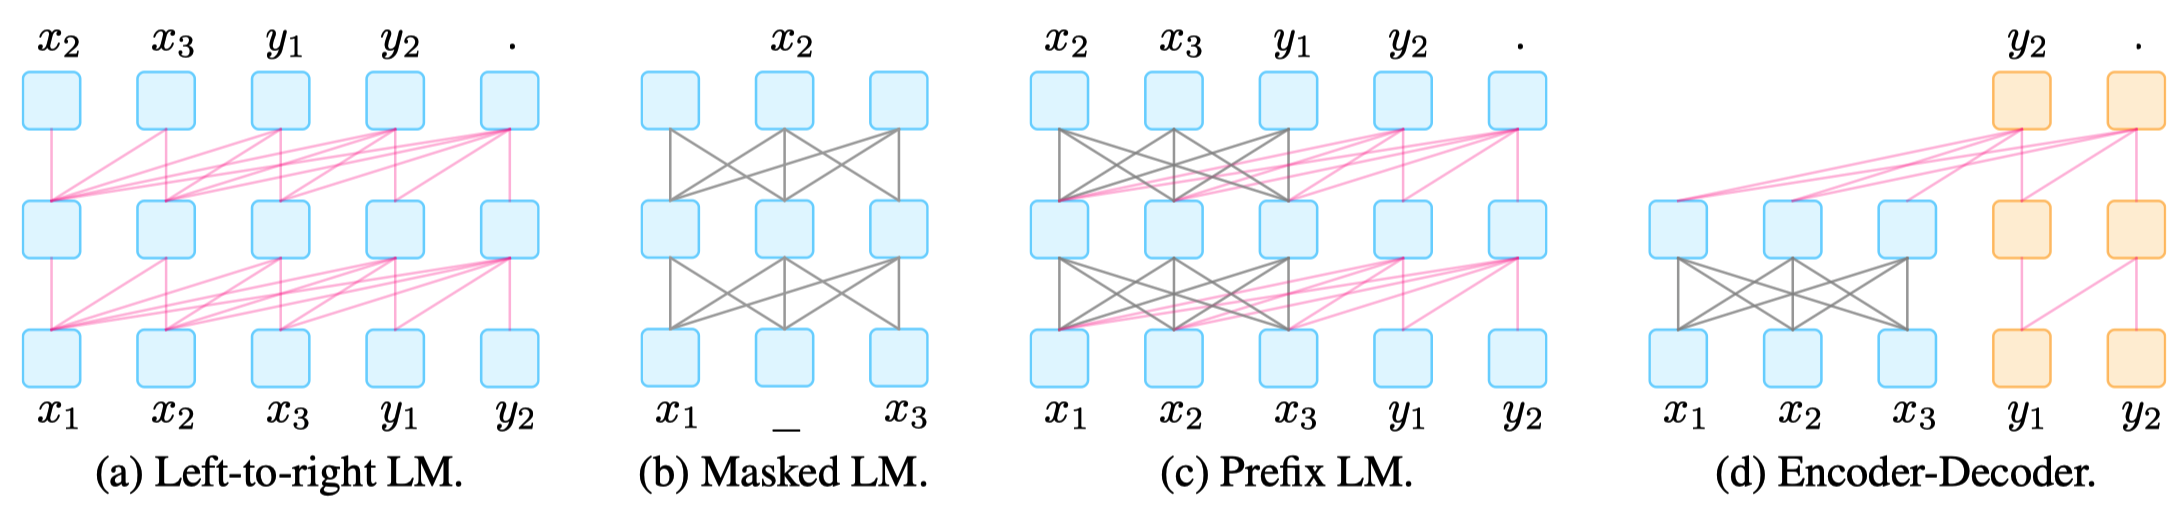 x₂ x₃ y₁ y₂ . x₂ x₂ x₃ y₁ y₂ . y₂ .
x₁ x₂ x₃ y₁ y₂ x₁ _ x₃ x₁ x₂ x₃ y₁ y₂ x₁ x₂ x₃ y₁ y₂
(a) Left-to-right LM. (b) Masked LM. (c) Prefix LM. (d) Encoder-Decoder.